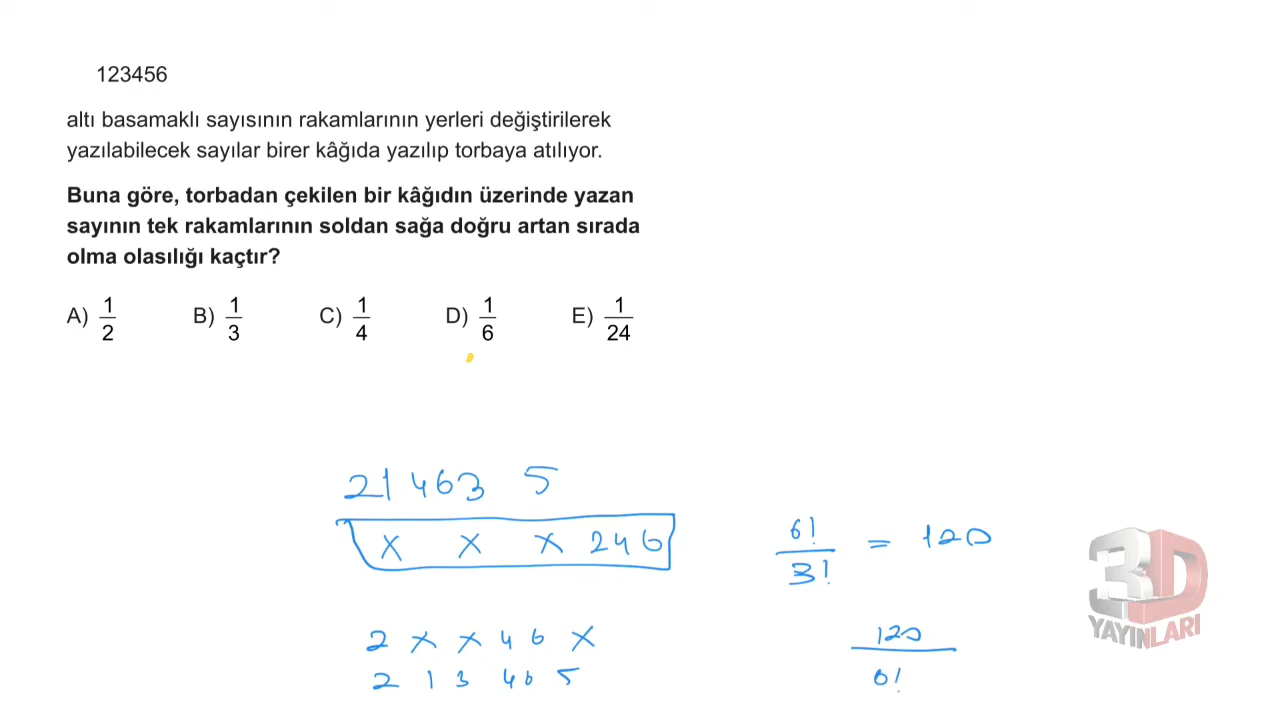 123456
altı basamaklı sayısının rakamlarının yerleri değiştirilerek
yazılabilecek sayılar birer kâğıda yazılıp torbaya atılıyor.
Buna göre, torbadan çekilen bir kâğıdın üzerinde yazan
sayının tek rakamlarının soldan sağa doğru artan sırada
olma olasılığı kaçtır?
A) 1/2 B) 1/3 C) 1/4 D) 1/6 E) 1/24
21463 5
x x x 246
6!/3! = 120
2 x x 4 6 x
2 1 3 4 6 5
120/6!
3D
YAYINLARI